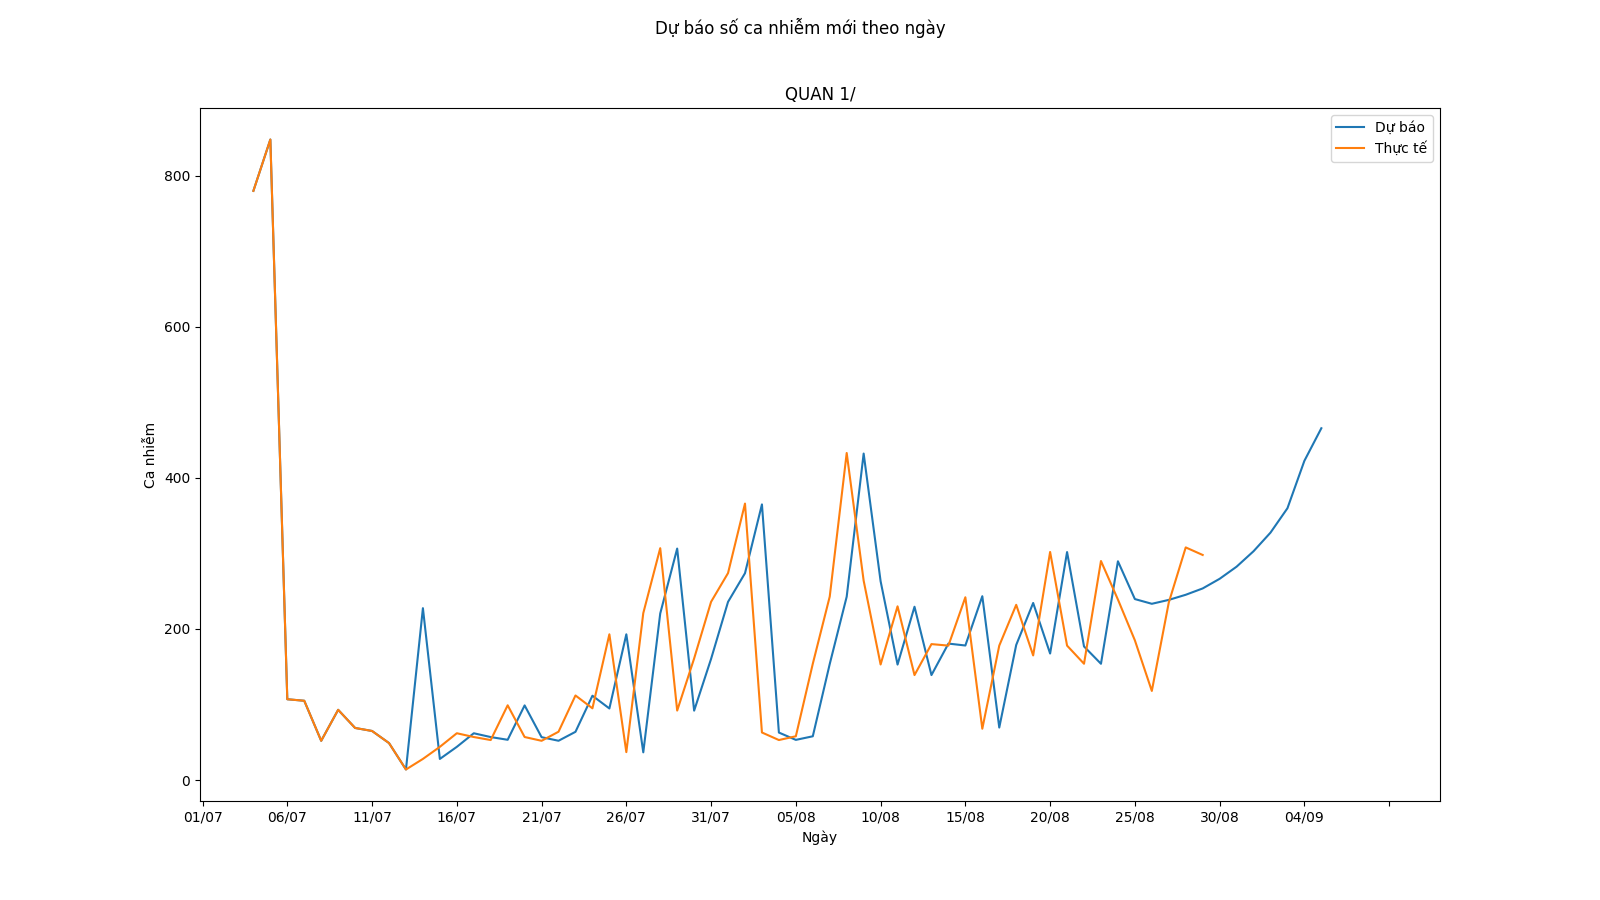 Dự báo số ca nhiễm mới theo ngày
QUAN 1/
Dự báo
Thực tế
800
600
400
200
0
Ca nhiễm
01/07 06/07 11/07 16/07 21/07 26/07 31/07 05/08 10/08 15/08 20/08 25/08 30/08 04/09
Ngày